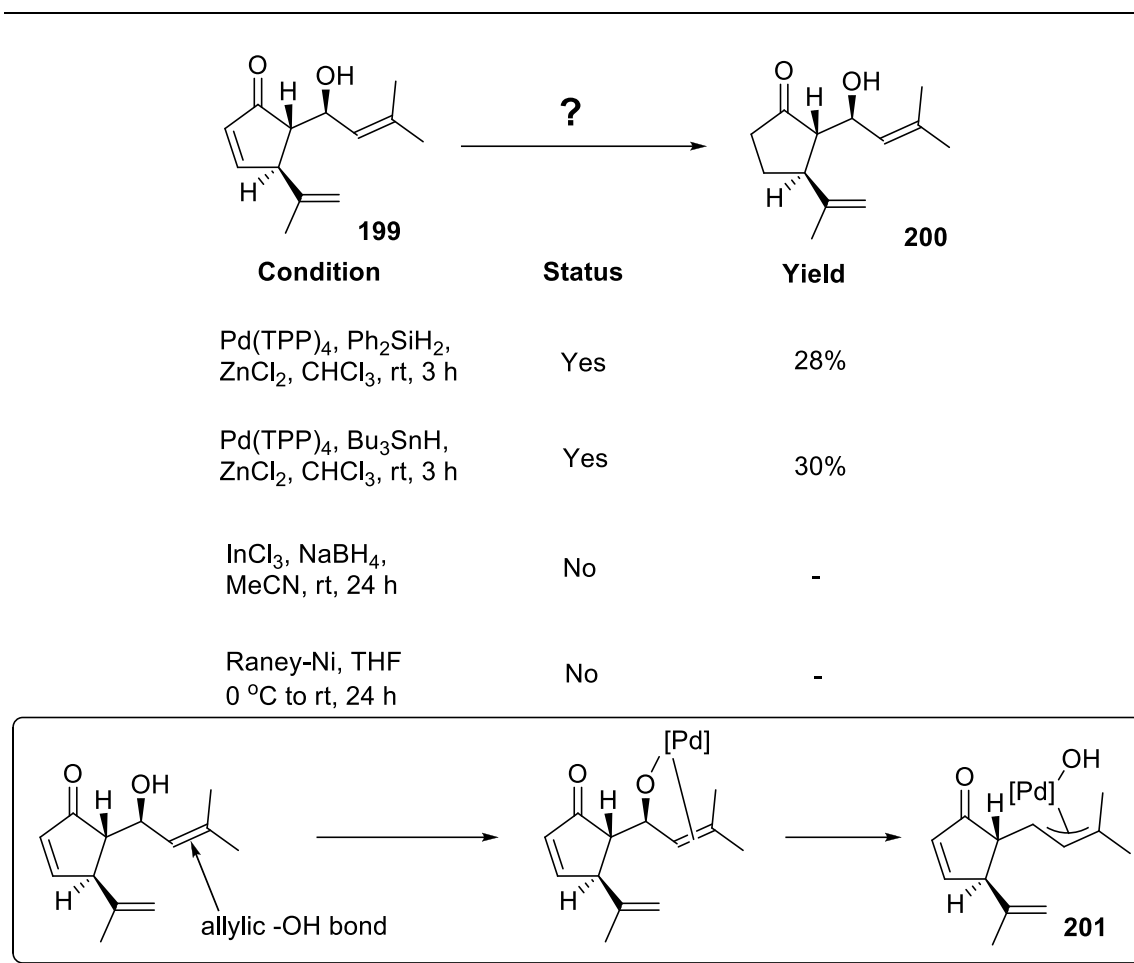 O
H
OH
H
199
?
O
H
OH
H
200
Condition Status Yield
Pd(TPP)₄, Ph₂SiH₂,
ZnCl₂, CHCl₃, rt, 3 h
Yes
28%
Pd(TPP)₄, Bu₃SnH,
ZnCl₂, CHCl₃, rt, 3 h
Yes
30%
InCl₃, NaBH₄,
MeCN, rt, 24 h
No
-
Raney-Ni, THF
0 °C to rt, 24 h
No
-
O
H
OH
H
allylic -OH bond
[Pd]
O
H
O
H
OH
[Pd]
O
H
H
201